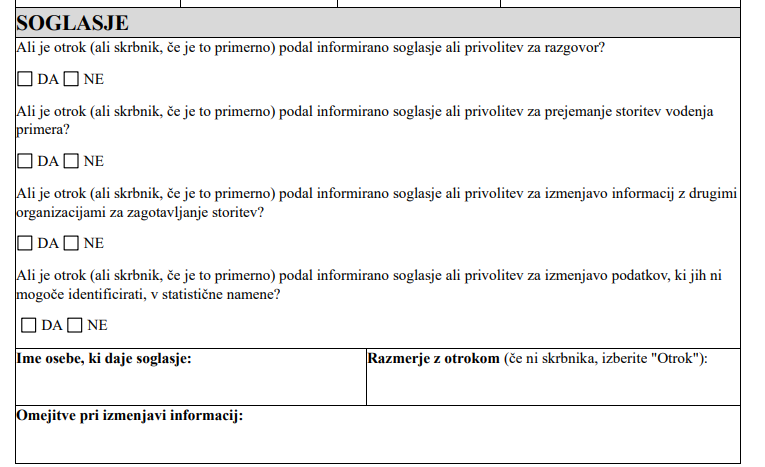 SOGLASJE
Ali je otrok (ali skrbnik, če je to primerno) podal informirano soglasje ali privolitev za razgovor?
DA NE
Ali je otrok (ali skrbnik, če je to primerno) podal informirano soglasje ali privolitev za prejemanje storitev vodenja
primera?
DA NE
Ali je otrok (ali skrbnik, če je to primerno) podal informirano soglasje ali privolitev za izmenjavo informacij z drugimi
organizacijami za zagotavljanje storitev?
DA NE
Ali je otrok (ali skrbnik, če je to primerno) podal informirano soglasje ali privolitev za izmenjavo podatkov, ki jih ni
mogoče identificirati, v statistične namene?
DA NE
Ime osebe, ki daje soglasje:
Razmerje z otrokom (če ni skrbnika, izberite "Otrok"):
Omejitve pri izmenjavi informacij: